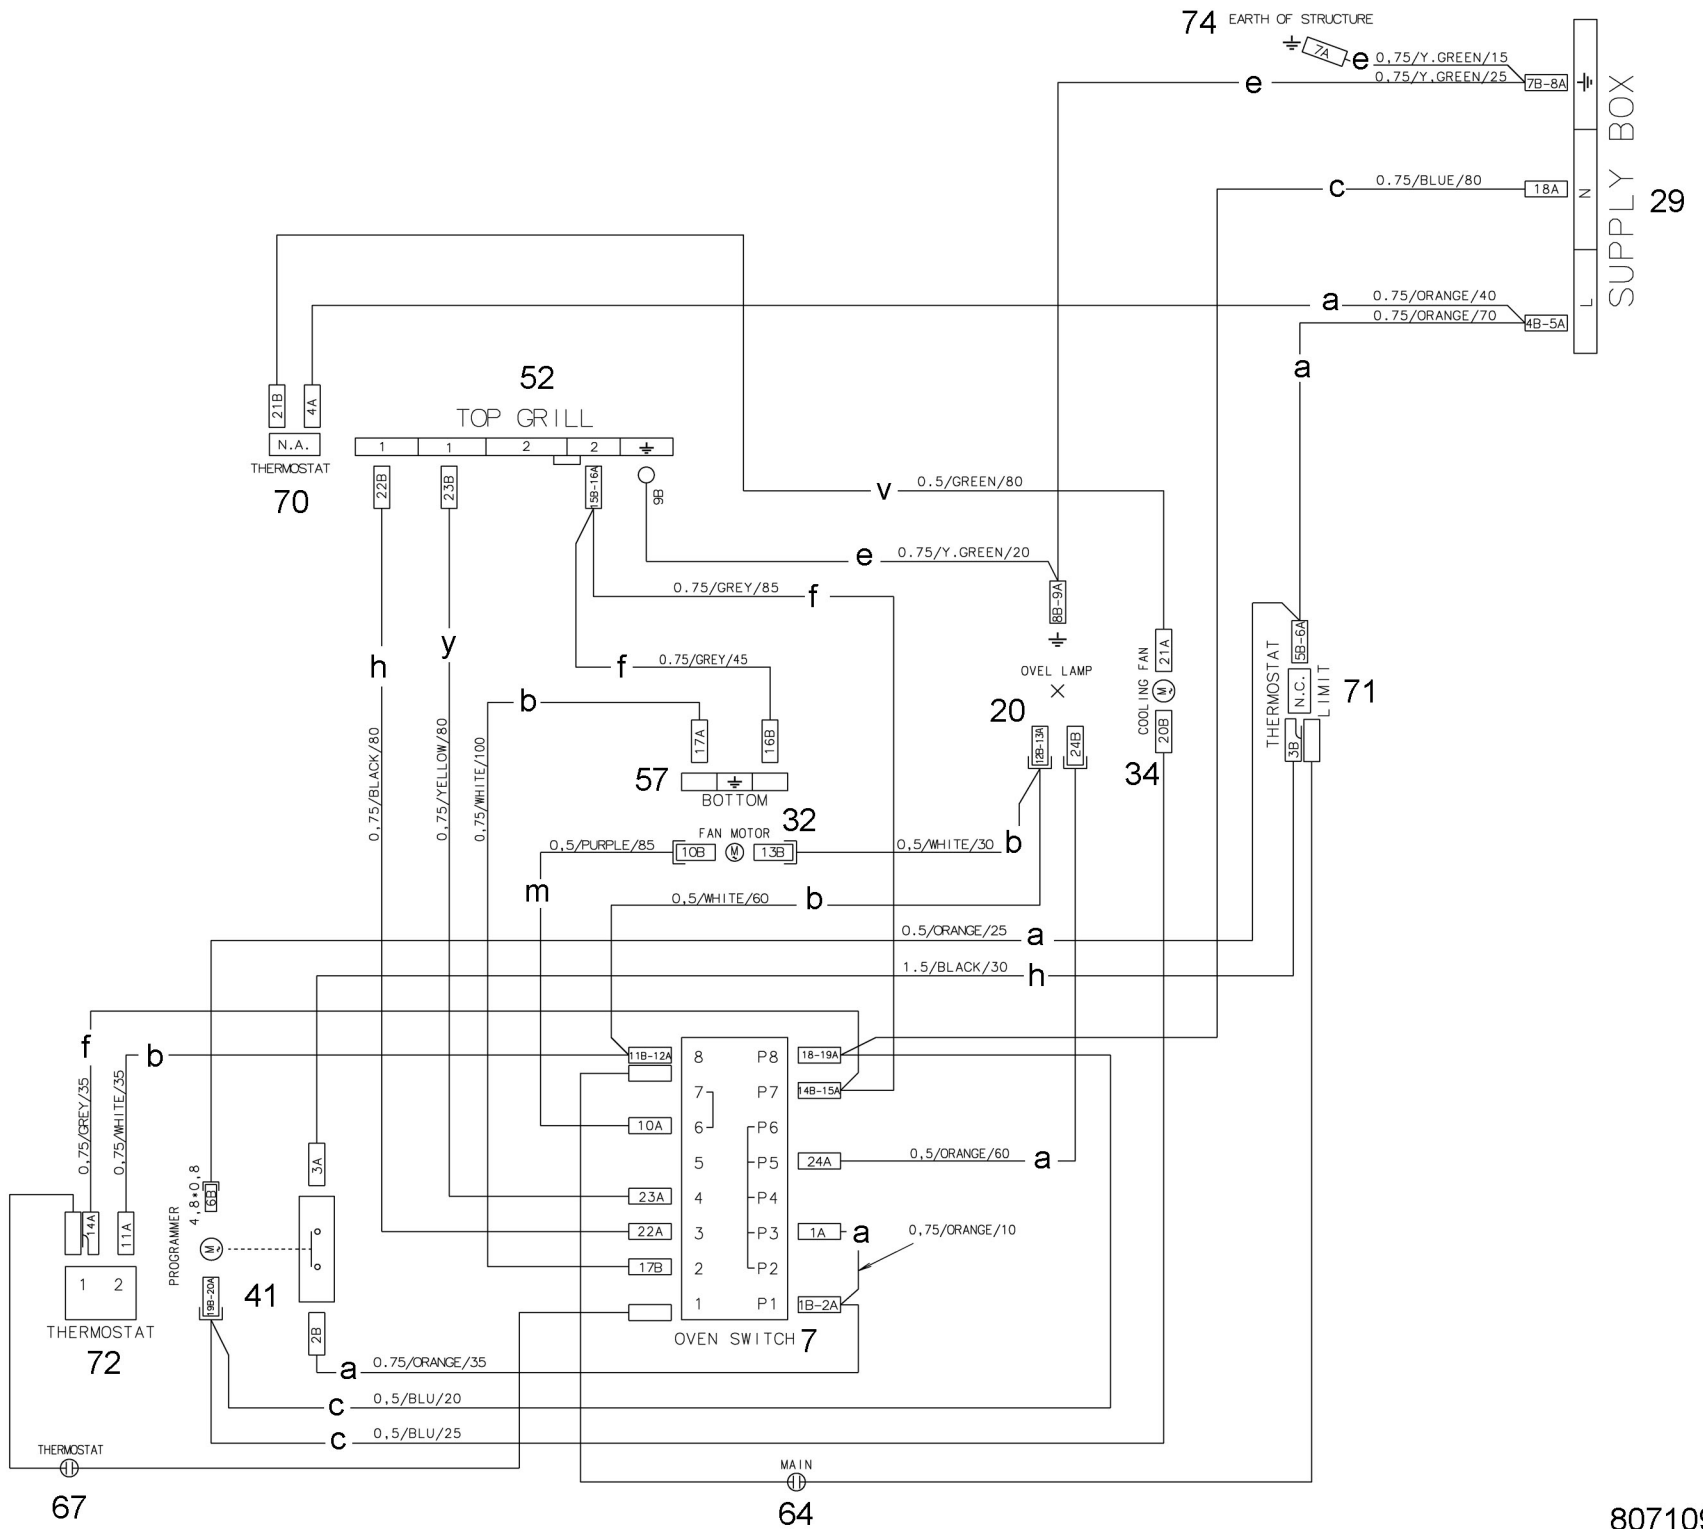 74 EARTH OF STRUCTURE
7A
e 0,75/Y.GREEN/15
e 0,75/Y,GREEN/25
7B-8A
SUPPLY BOX
c 0.75/BLUE/80
18A
N
29
a 0.75/ORANGE/40
0.75/ORANGE/70
4B-5A
L
a
52
TOP GRILL
21B
4A
N.A.
THERMOSTAT
70
1 1 2 2
22B
23B
15B-16A
9B
v 0.5/GREEN/80
e 0.75/Y.GREEN/20
0.75/GREY/85 f
8B-9A
h
y
f 0.75/GREY/45
b
OVEL LAMP
20
COOLING FAN
21A
M
20B
34
THERMOSTAT
5B-6A
N.C.
LIMIT
3B
71
0,75/BLACK/80
0,75/YELLOW/80
0,75/WHITE/100
17A
16B
12B-13A
24B
57
BOTTOM
32
FAN MOTOR
0,5/PURPLE/85
10B
M
13B
0,5/WHITE/30 b
m
0,5/WHITE/60 b
0.5/ORANGE/25 a
1.5/BLACK/30 h
f
b
0,75/GREY/35
0,75/WHITE/35
11B-12A 8 P8 18-19A
7 P7 14B-15A
10A 6 P6
5 P5 24A 0,5/ORANGE/60 a
23A 4 P4
22A 3 P3 1A a 0,75/ORANGE/10
17B 2 P2
1 P1 1B-2A
OVEN SWITCH 7
14A
11A
1 2
THERMOSTAT
72
PROGRAMMER
4,8*0,8
6B
M
19B-20A
41
3A
2B
a 0.75/ORANGE/35
c 0,5/BLU/20
c 0,5/BLU/25
THERMOSTAT
67
MAIN
64